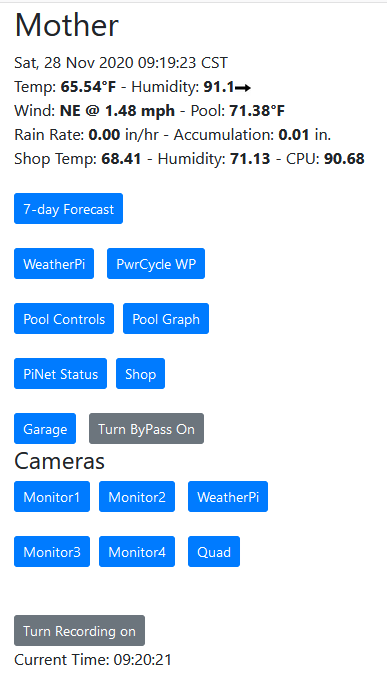 Mother
Sat, 28 Nov 2020 09:19:23 CST
Temp: 65.54°F - Humidity: 91.1➞
Wind: NE @ 1.48 mph - Pool: 71.38°F
Rain Rate: 0.00 in/hr - Accumulation: 0.01 in.
Shop Temp: 68.41 - Humidity: 71.13 - CPU: 90.68
7-day Forecast
WeatherPi PwrCycle WP
Pool Controls Pool Graph
PiNet Status Shop
Garage Turn ByPass On
Cameras
Monitor1 Monitor2 WeatherPi
Monitor3 Monitor4 Quad
Turn Recording on
Current Time: 09:20:21